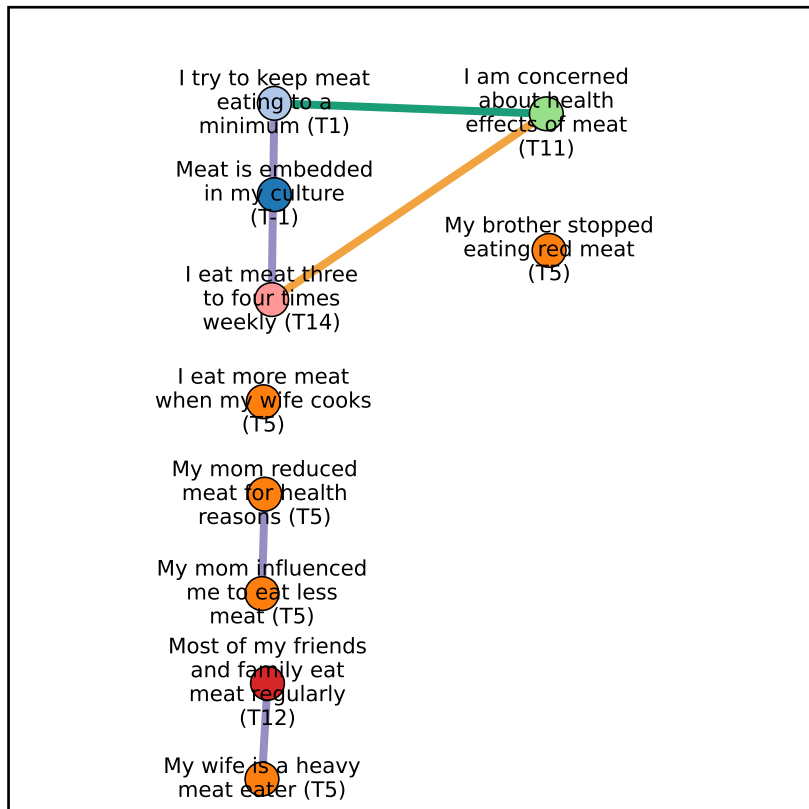 I try to keep meat
eating to a
minimum (T1)
I am concerned
about health
effects of meat
(T11)
Meat is embedded
in my culture
(T-1)
My brother stopped
eating red meat
(T5)
I eat meat three
to four times
weekly (T14)
I eat more meat
when my wife cooks
(T5)
My mom reduced
meat for health
reasons (T5)
My mom influenced
me to eat less
meat (T5)
Most of my friends
and family eat
meat regularly
(T12)
My wife is a heavy
meat eater (T5)